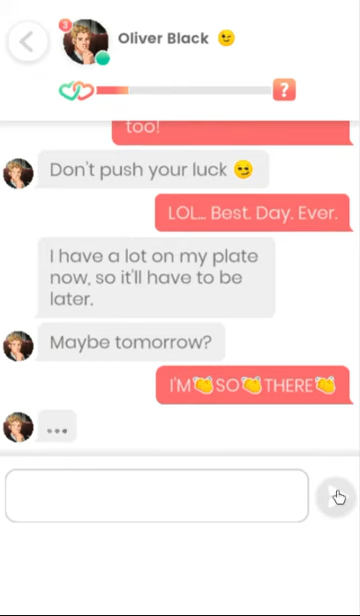 3
Oliver Black 😉
?
too!
Don't push your luck 😏
LOL... Best. Day. Ever.
I have a lot on my plate
now, so it'll have to be
later.
Maybe tomorrow?
I'M👏SO👏THERE👏
...